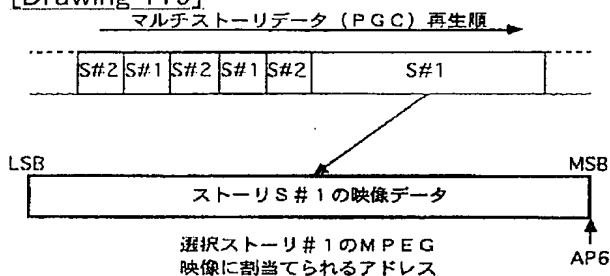 [Drawing 119]
マルチストーリデータ（PGC）再生順
S#2 S#1 S#2 S#1 S#2 S#1
LSB MSB
ストーリS#1の映像データ
選択ストーリ#1のMPEG
映像に割当てられるアドレス
AP6